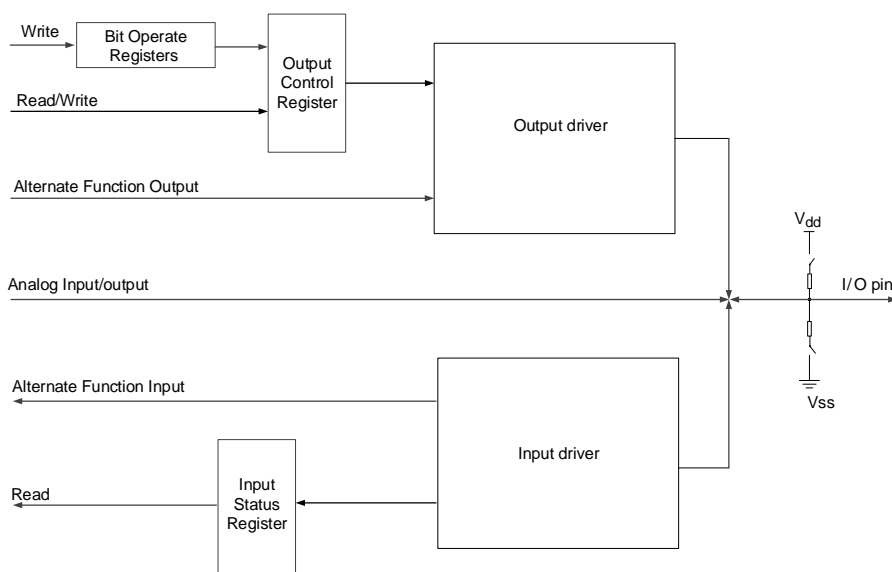 Write
Bit Operate
Registers
Output
Control
Register
Read/Write
Output driver
Alternate Function Output
Vdd
Analog Input/output
I/O pin
Alternate Function Input
Vss
Input driver
Read
Input
Status
Register